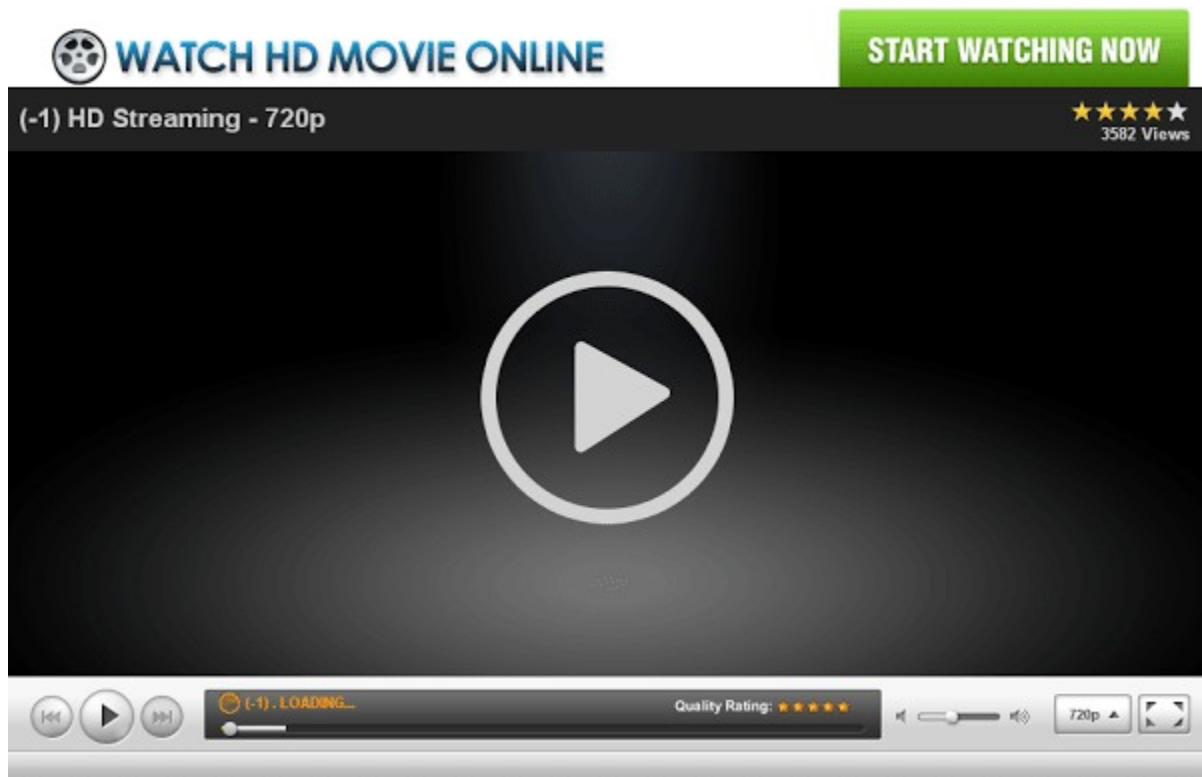 WATCH HD MOVIE ONLINE
START WATCHING NOW
(-1) HD Streaming - 720p
3582 Views
(-1) . LOADING...
Quality Rating:
720p